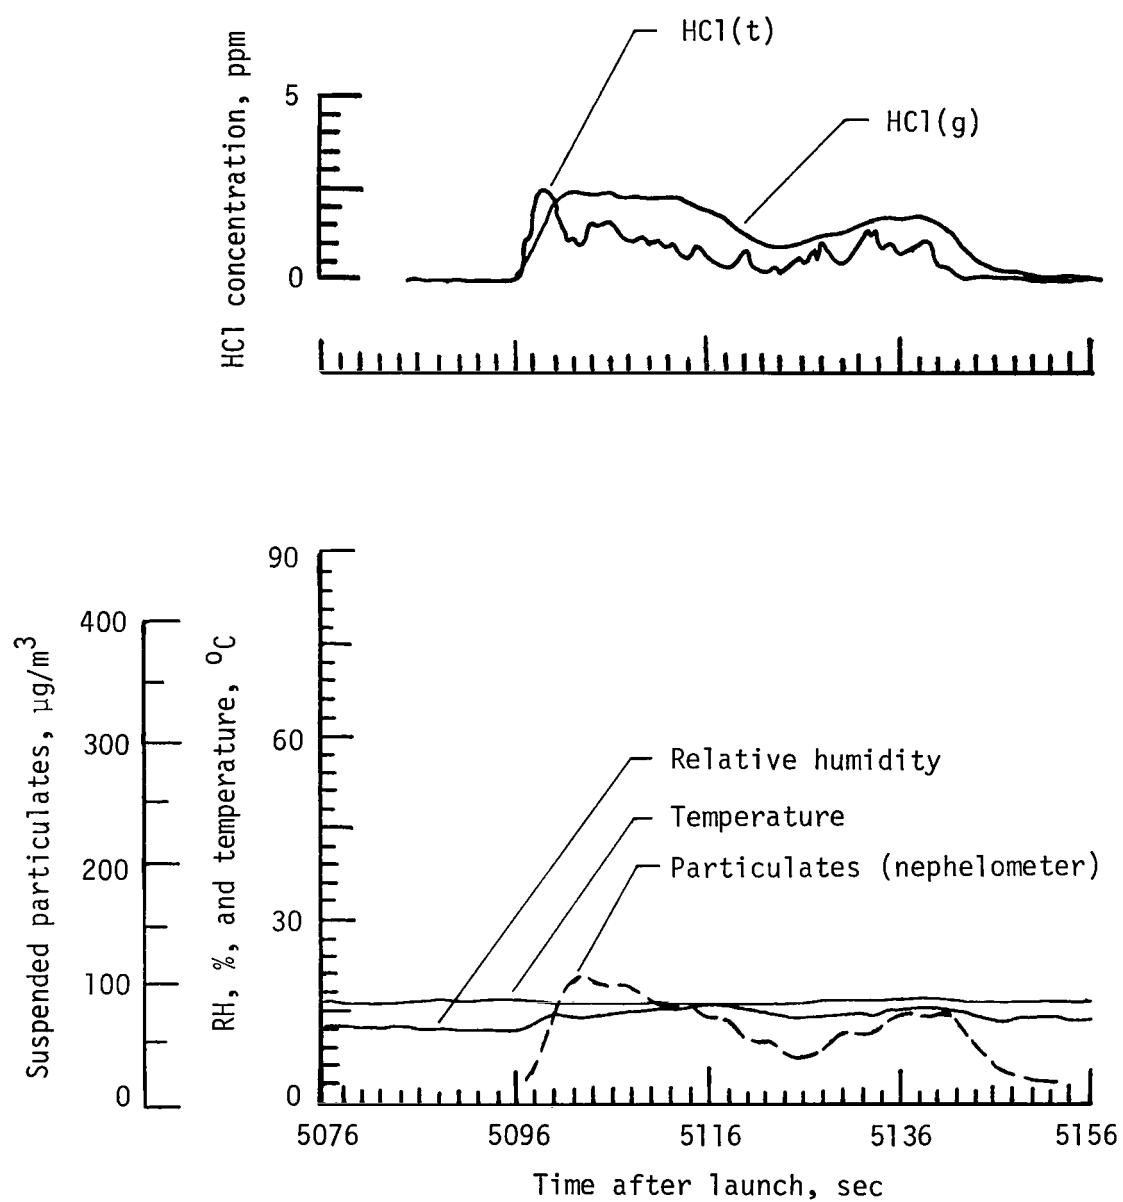 HCl(t)
HCl(g)
HCl concentration, ppm
5
0
Suspended particulates, µg/m3
400
300
200
100
0
RH, %, and temperature, °C
90
60
30
0
Relative humidity
Temperature
Particulates (nephelometer)
5076 5096 5116 5136 5156
Time after launch, sec